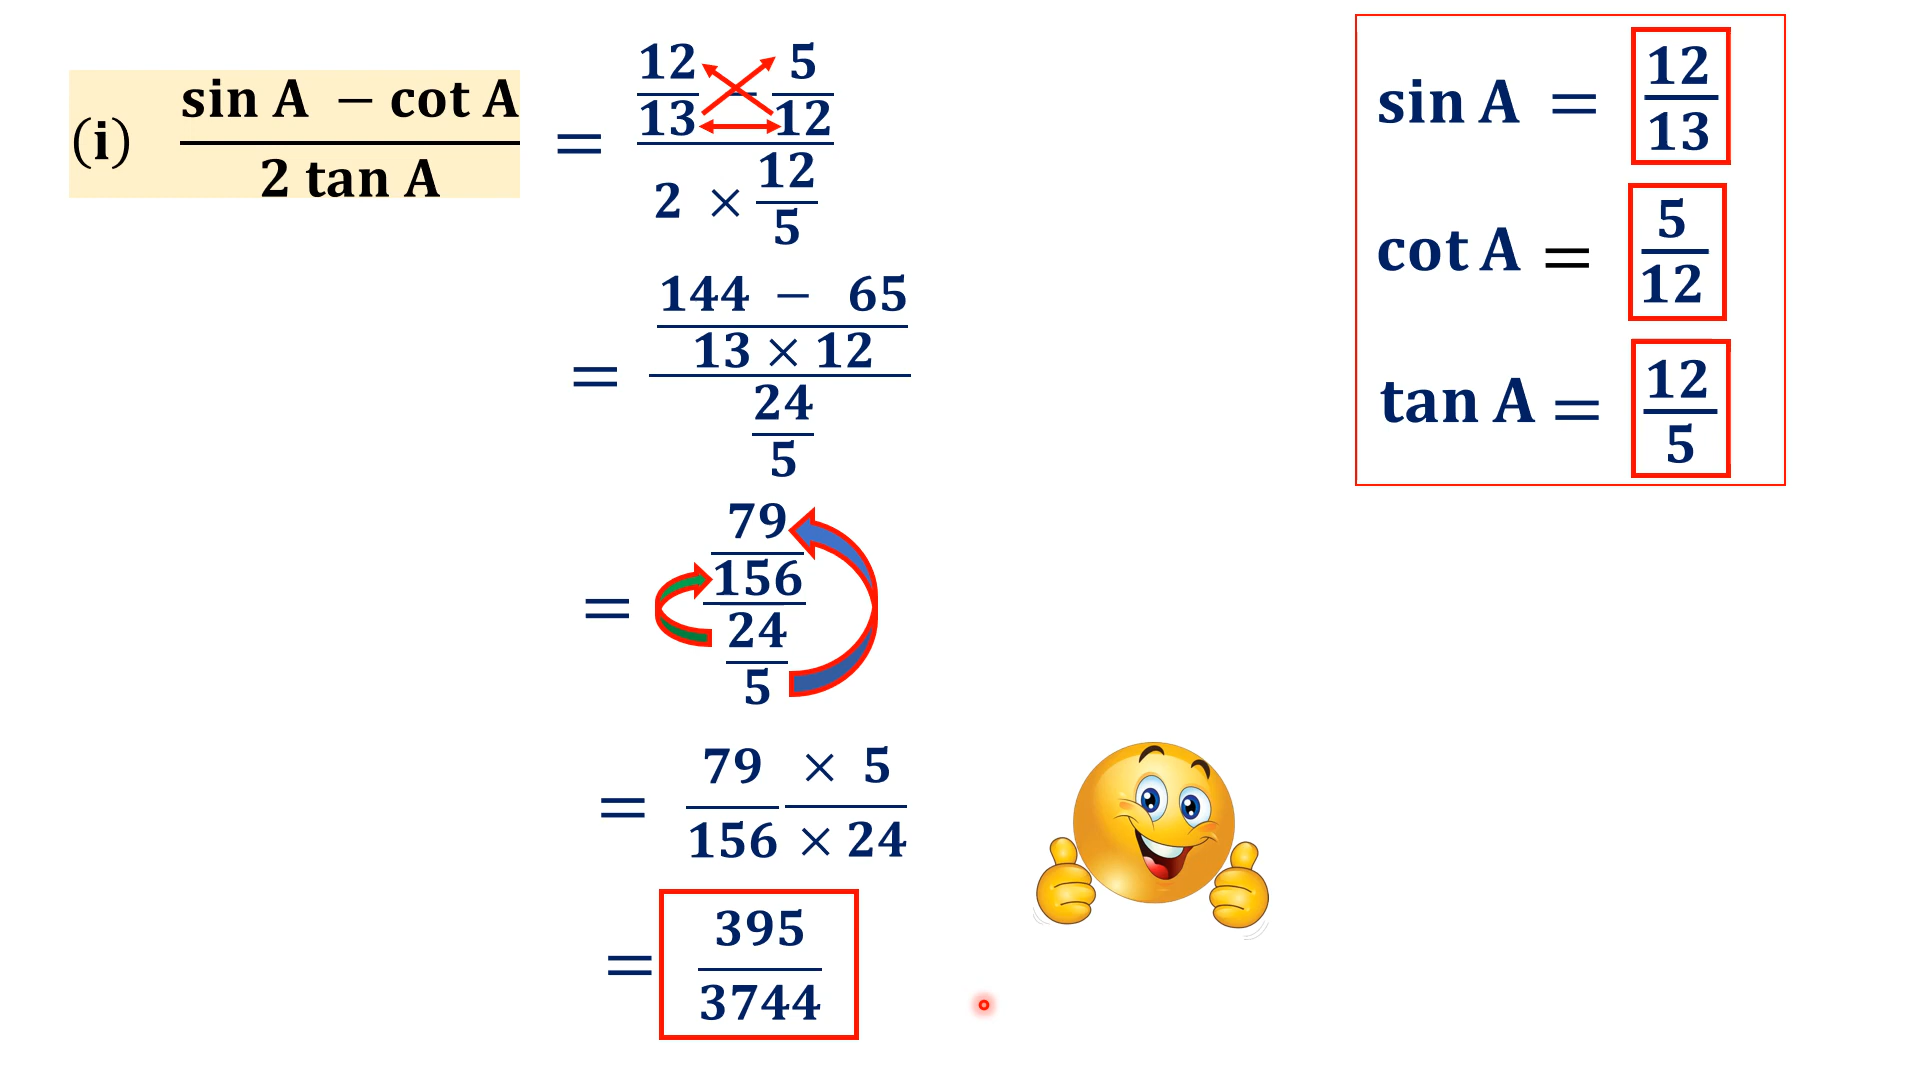 (i) sin A − cot A
2 tan A
=
12 − 5
13 12
2 × 12
5
=
144 − 65
13 × 12
24
5
=
79
156
24
5
=
79 × 5
156 × 24
=
395
3744
sin A = 12
13
cot A = 5
12
tan A = 12
5